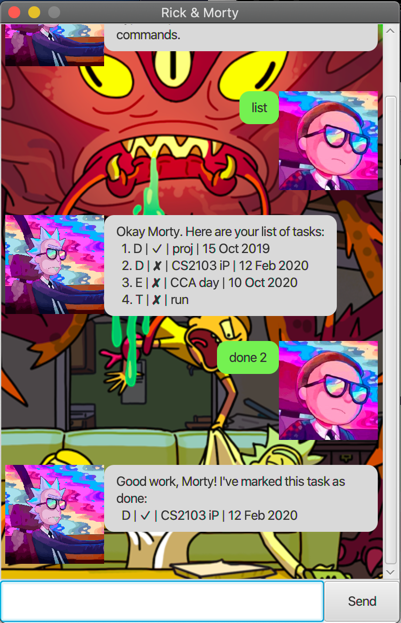 Rick & Morty
commands.
list
Okay Morty. Here are your list of tasks:
1. D | ✓ | proj | 15 Oct 2019
2. D | ✘ | CS2103 iP | 12 Feb 2020
3. E | ✘ | CCA day | 10 Oct 2020
4. T | ✘ | run
done 2
Good work, Morty! I've marked this task as
done:
D | ✓ | CS2103 iP | 12 Feb 2020
Send